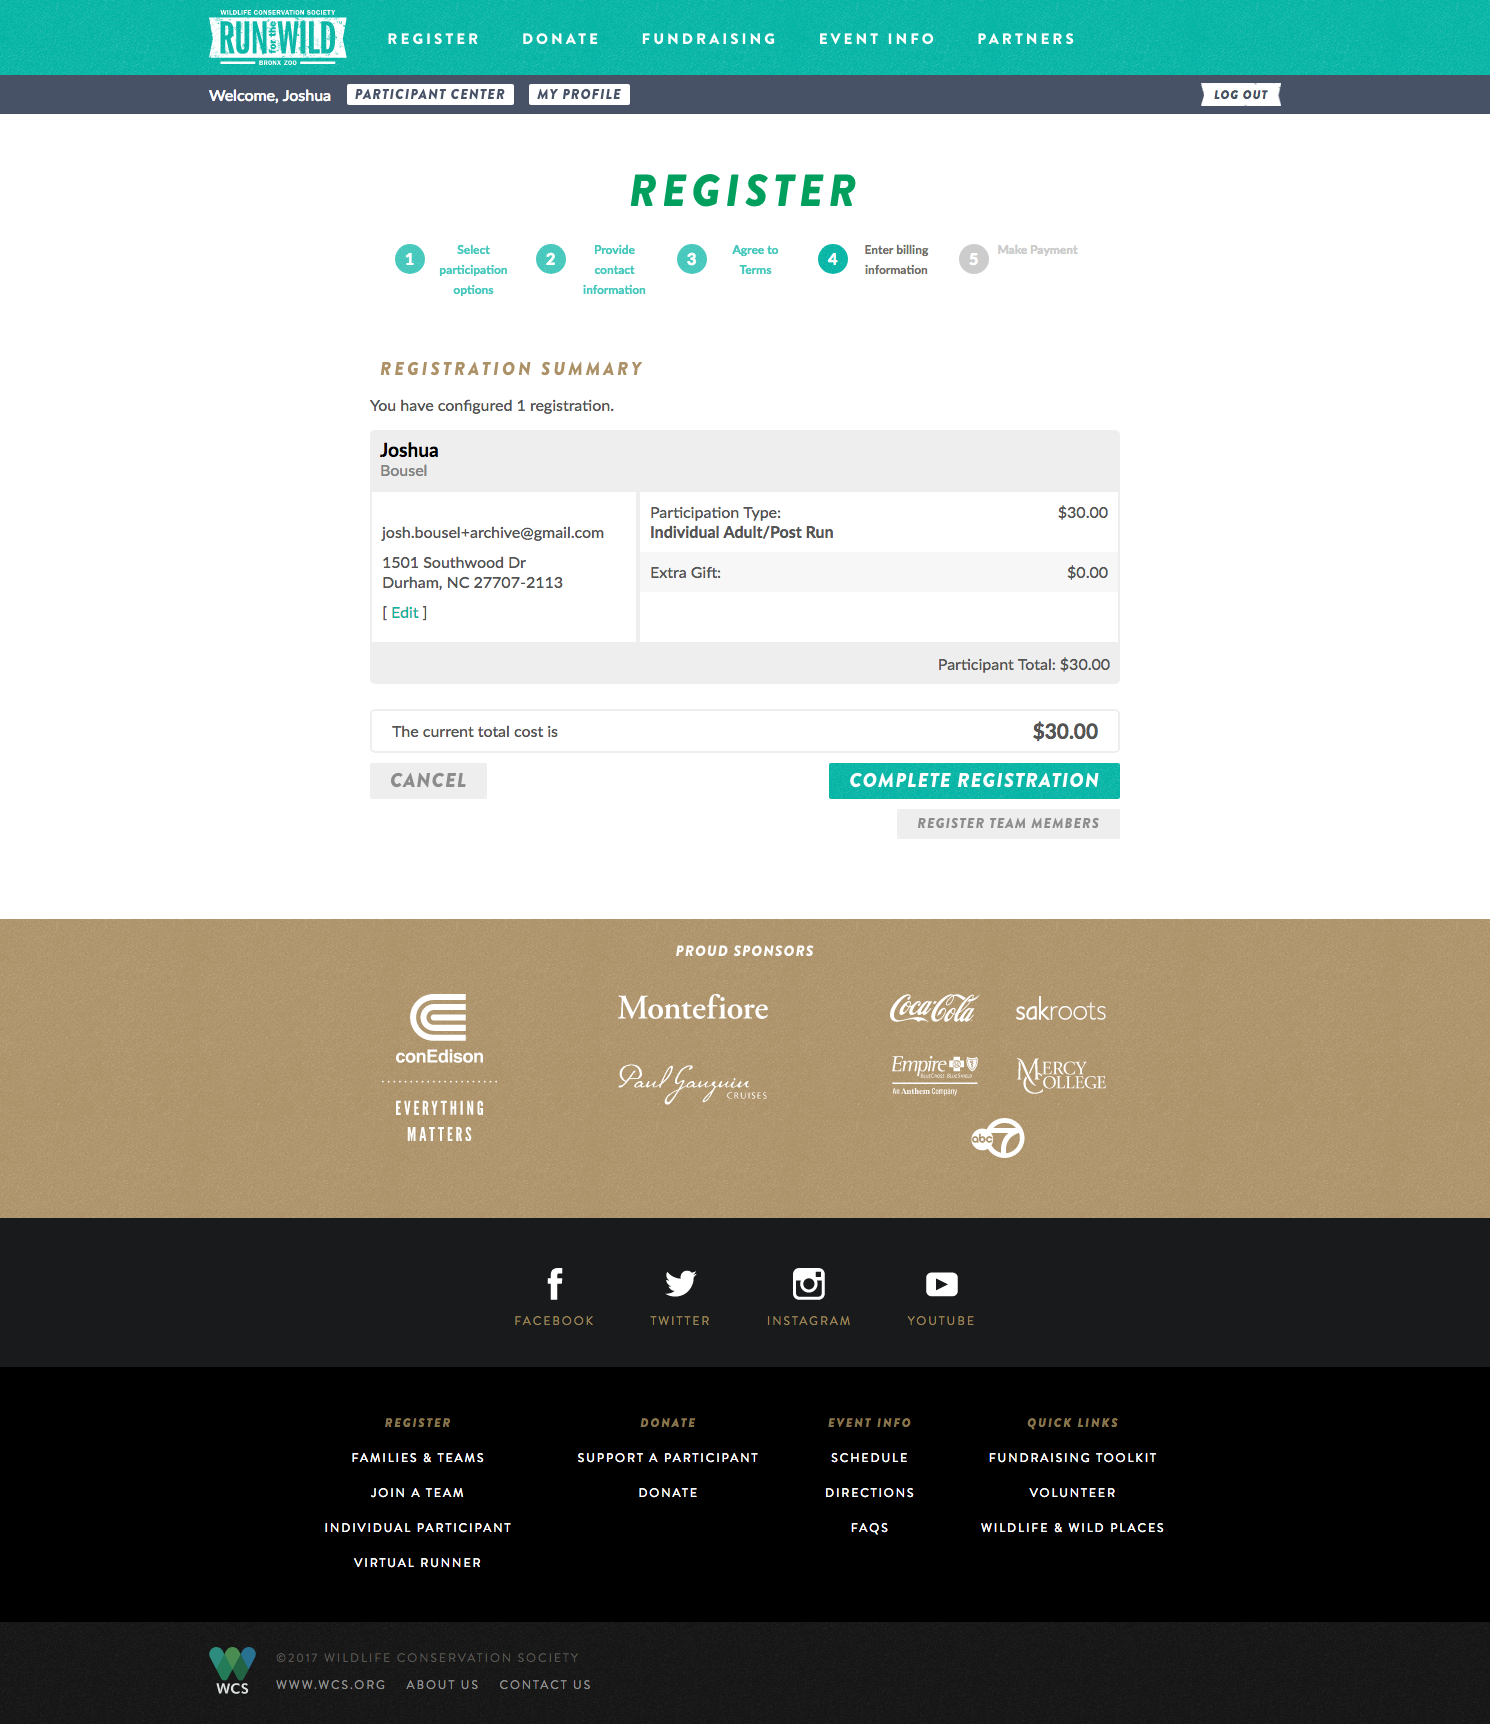 WILDLIFE CONSERVATION SOCIETY
RUN for the WILD
BRONX ZOO
REGISTER DONATE FUNDRAISING EVENT INFO PARTNERS
Welcome, Joshua PARTICIPANT CENTER MY PROFILE LOG OUT
REGISTER
1 Select participation options
2 Provide contact information
3 Agree to Terms
4 Enter billing information
5 Make Payment
REGISTRATION SUMMARY
You have configured 1 registration.
Joshua
Bousel
josh.bousel+archive@gmail.com
1501 Southwood Dr
Durham, NC 27707-2113
[ Edit ]
Participation Type: $30.00
Individual Adult/Post Run
Extra Gift: $0.00
Participant Total: $30.00
The current total cost is $30.00
CANCEL COMPLETE REGISTRATION
REGISTER TEAM MEMBERS
PROUD SPONSORS
conEdison
EVERYTHING
MATTERS
Montefiore
Paul Gauguin
CRUISES
Coca-Cola sakroots
Empire
BLUECROSS BLUESHIELD
An Anthem Company
MERCY
COLLEGE
abc 7
FACEBOOK TWITTER INSTAGRAM YOUTUBE
REGISTER
FAMILIES & TEAMS
JOIN A TEAM
INDIVIDUAL PARTICIPANT
VIRTUAL RUNNER
DONATE
SUPPORT A PARTICIPANT
DONATE
EVENT INFO
SCHEDULE
DIRECTIONS
FAQS
QUICK LINKS
FUNDRAISING TOOLKIT
VOLUNTEER
WILDLIFE & WILD PLACES
WCS
©2017 WILDLIFE CONSERVATION SOCIETY
WWW.WCS.ORG ABOUT US CONTACT US